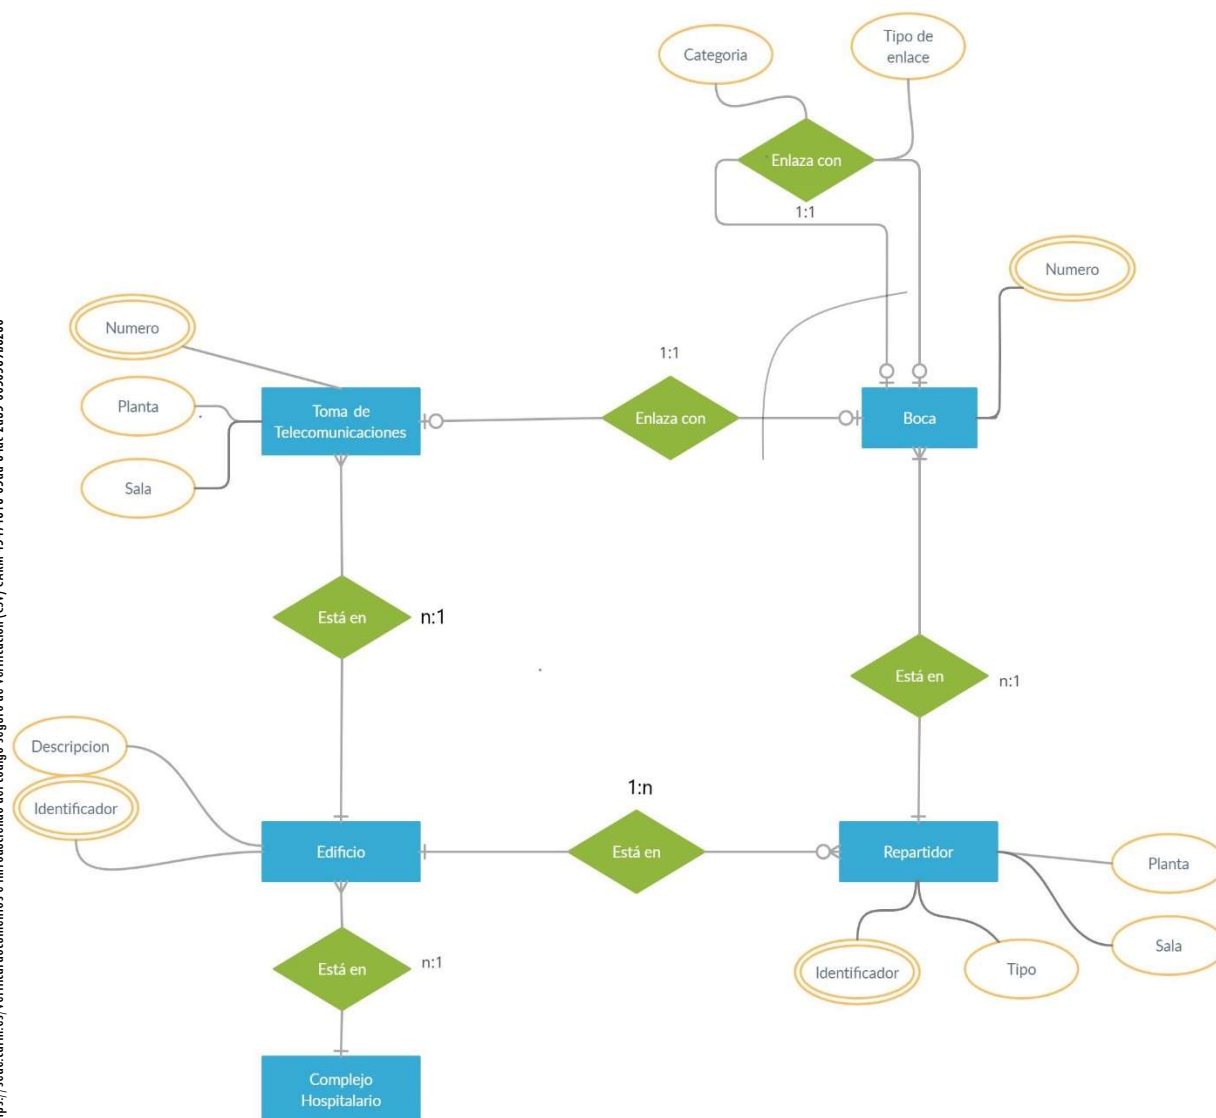 Categoria
Tipo de
enlace
Enlaza con
1:1
Numero
Numero
1:1
Planta
Toma de
Telecomunicaciones
Enlaza con
Boca
Sala
Está en
n:1
Está en
n:1
Descripcion
Identificador
1:n
Edificio
Está en
Repartidor
Planta
Sala
Identificador
Tipo
Está en
n:1
Complejo
Hospitalario